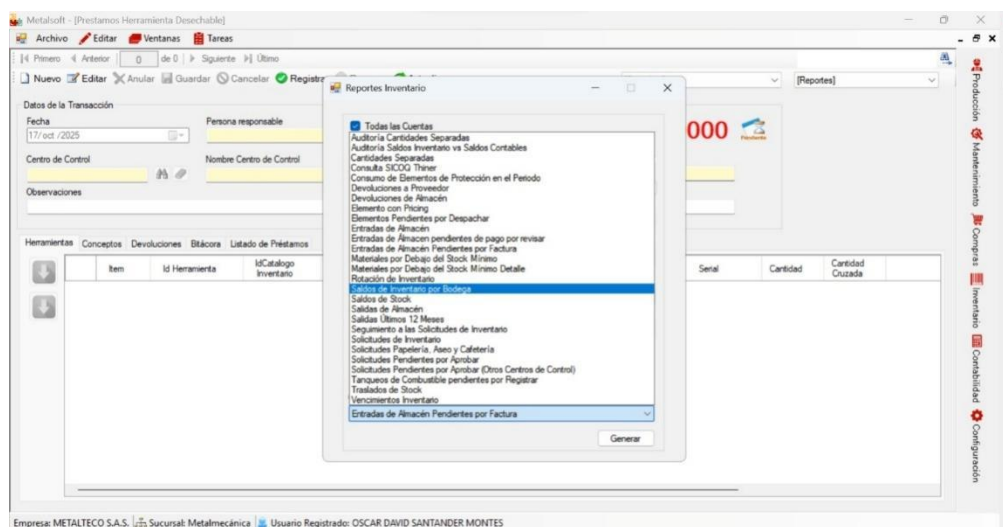 Metalsoft - [Prestamos Herramienta Desechable]
Archivo Editar Ventanas Tareas
Primero Anterior 0 de 0 Siguiente Último
Nuevo Editar Anular Guardar Cancelar Registra
[Reportes]
Datos de la Transacción
Fecha
Persona responsable
17/oct /2025
000
Pendiente
Centro de Control
Nombre Centro de Control
Observaciones
Herramientas Conceptos Devoluciones Bitácora Listado de Préstamos
Item Id Herramienta IdCatalogo Inventario Serial Cantidad Cantidad Cruzada
Reportes Inventario
Todas las Cuentas
Auditoría Cantidades Separadas
Auditoría Saldos Inventario vs Saldos Contables
Cantidades Separadas
Consulta SICOQ Thiner
Consumo de Elementos de Protección en el Periodo
Devoluciones a Proveedor
Devoluciones de Almacén
Elemento con Pricing
Elementos Pendientes por Despachar
Entradas de Almacén
Entradas de Álmacen pendientes de pago por revisar
Entradas de Almacén Pendientes por Factura
Materiales por Debajo del Stock Mínimo
Materiales por Debajo del Stock Mínimo Detalle
Rotación de Inventario
Saldos de Inventario por Bodega
Saldos de Stock
Salidas de Almacén
Salidas Últimos 12 Meses
Seguimiento a las Solicitudes de Inventario
Solicitudes de Inventario
Solicitudes Papelería, Aseo y Cafetería
Solicitudes Pendientes por Aprobar
Solicitudes Pendientes por Aprobar (Otros Centros de Control)
Tanqueos de Combustible pendientes por Registrar
Traslados de Stock
Vencimientos Inventario
Entradas de Almacén Pendientes por Factura
Generar
Producción
Mantenimiento
Compras
Inventario
Contabilidad
Configuración
Empresa: METALTECO S.A.S. Sucursal: Metalmecánica Usuario Registrado: OSCAR DAVID SANTANDER MONTES